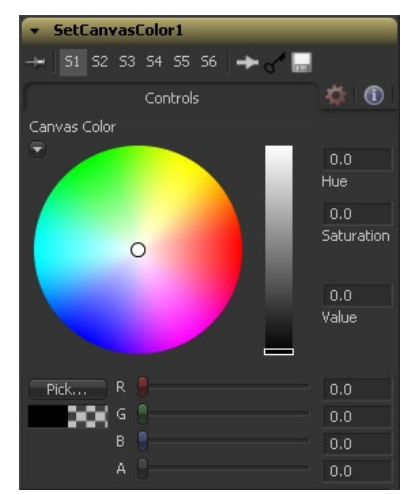 SetCanvasColor1
S1 S2 S3 S4 S5 S6
Controls
Canvas Color
0.0
Hue
0.0
Saturation
0.0
Value
Pick... R 0.0
G 0.0
B 0.0
A 0.0